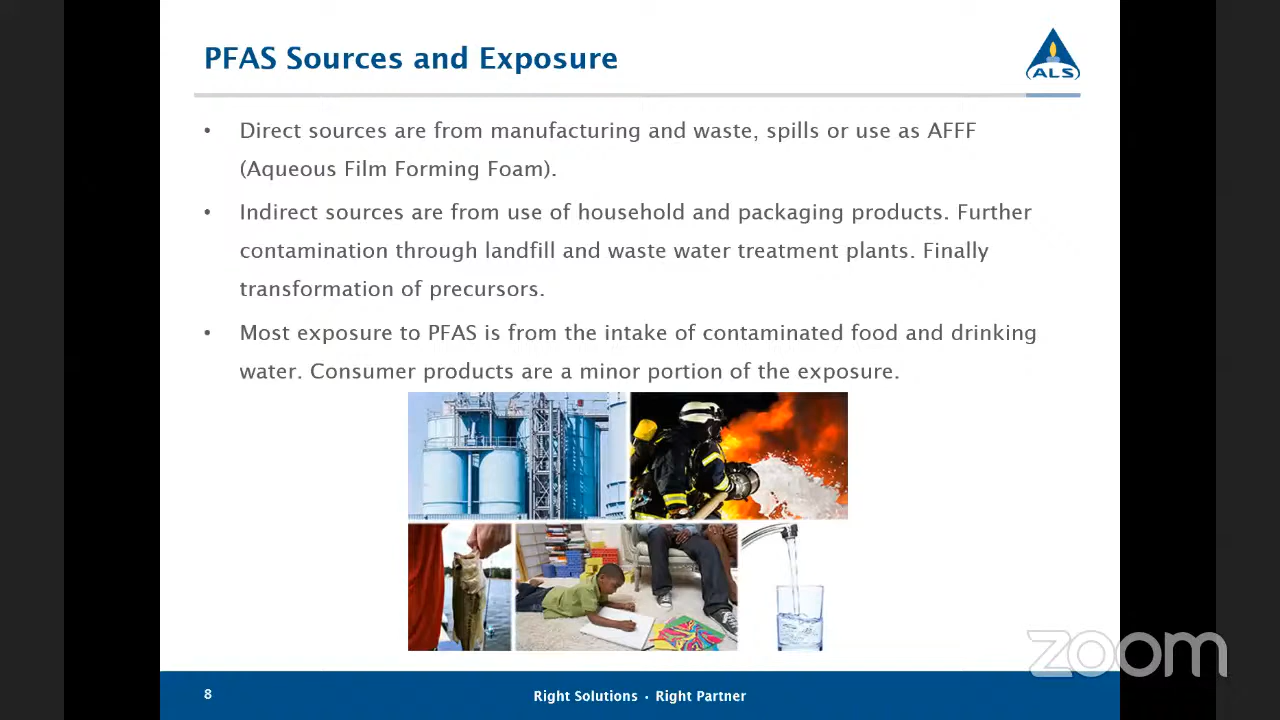 PFAS Sources and Exposure
ALS
• Direct sources are from manufacturing and waste, spills or use as AFFF
(Aqueous Film Forming Foam).
• Indirect sources are from use of household and packaging products. Further
contamination through landfill and waste water treatment plants. Finally
transformation of precursors.
• Most exposure to PFAS is from the intake of contaminated food and drinking
water. Consumer products are a minor portion of the exposure.
zoom
8
Right Solutions · Right Partner